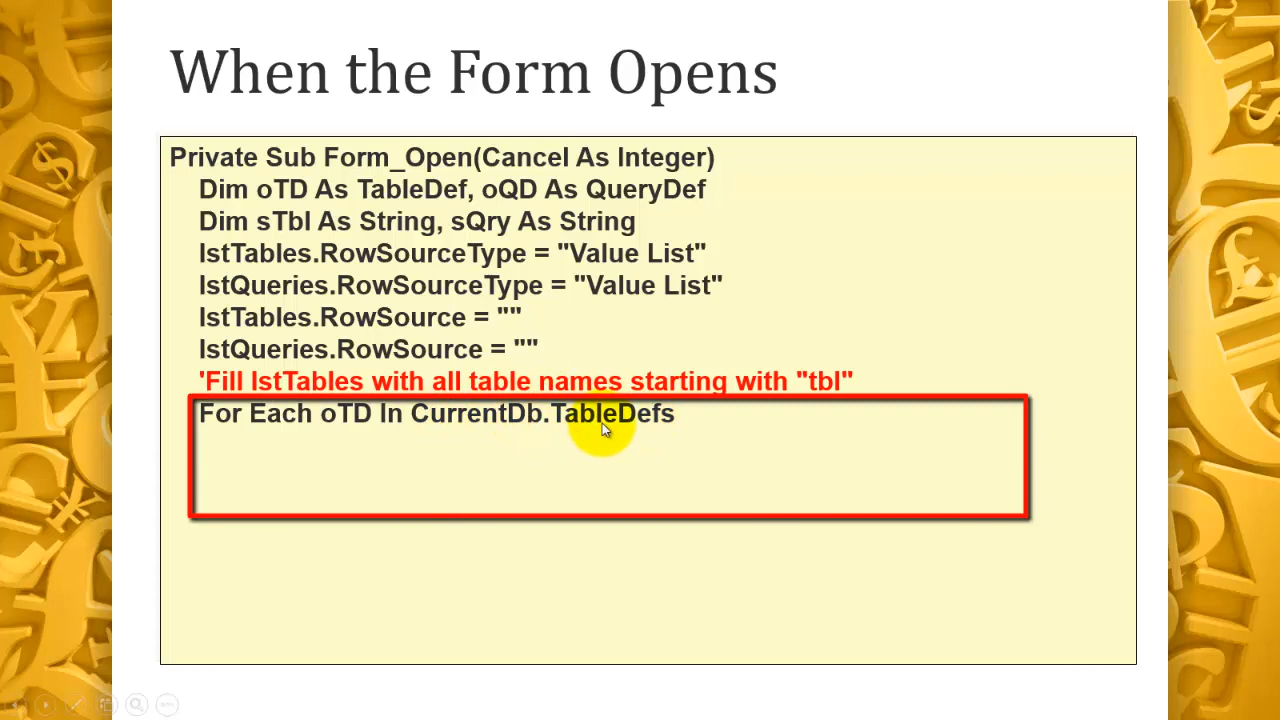 When the Form Opens
Private Sub Form_Open(Cancel As Integer)
Dim oTD As TableDef, oQD As QueryDef
Dim sTbl As String, sQry As String
lstTables.RowSourceType = "Value List"
lstQueries.RowSourceType = "Value List"
lstTables.RowSource = ""
lstQueries.RowSource = ""
'Fill lstTables with all table names starting with "tbl"
For Each oTD In CurrentDb.TableDefs